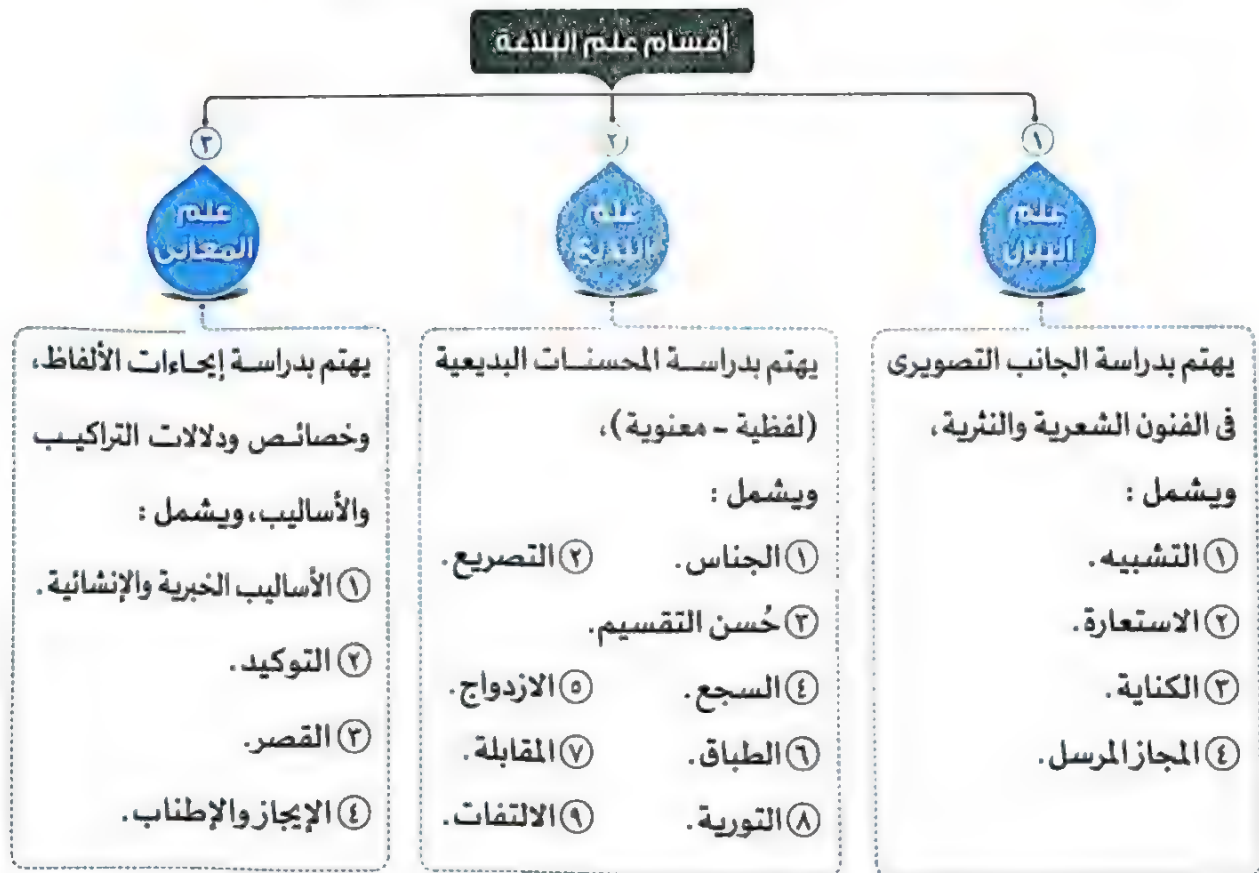 أقسام علم البلاغة
١
علم
البيان
يهتم بدراسة الجانب التصويرى
فى الفنون الشعرية والنثرية،
ويشمل :
١ التشبيه.
٢ الاستعارة.
٣ الكناية.
٤ المجاز المرسل.
٢
علم
البديع
يهتم بدراسة المحسنات البديعية
(لفظية - معنوية)،
ويشمل :
١ الجناس. ٢ التصريع.
٣ حُسن التقسيم.
٤ السجع. ٥ الازدواج.
٦ الطباق. ٧ المقابلة.
٨ التورية. ٩ الالتفات.
٣
علم
المعانى
يهتم بدراسة إيحاءات الألفاظ،
وخصائص ودلالات التراكيب
والأساليب، ويشمل :
١ الأساليب الخبرية والإنشائية.
٢ التوكيد.
٣ القصر.
٤ الإيجاز والإطناب.